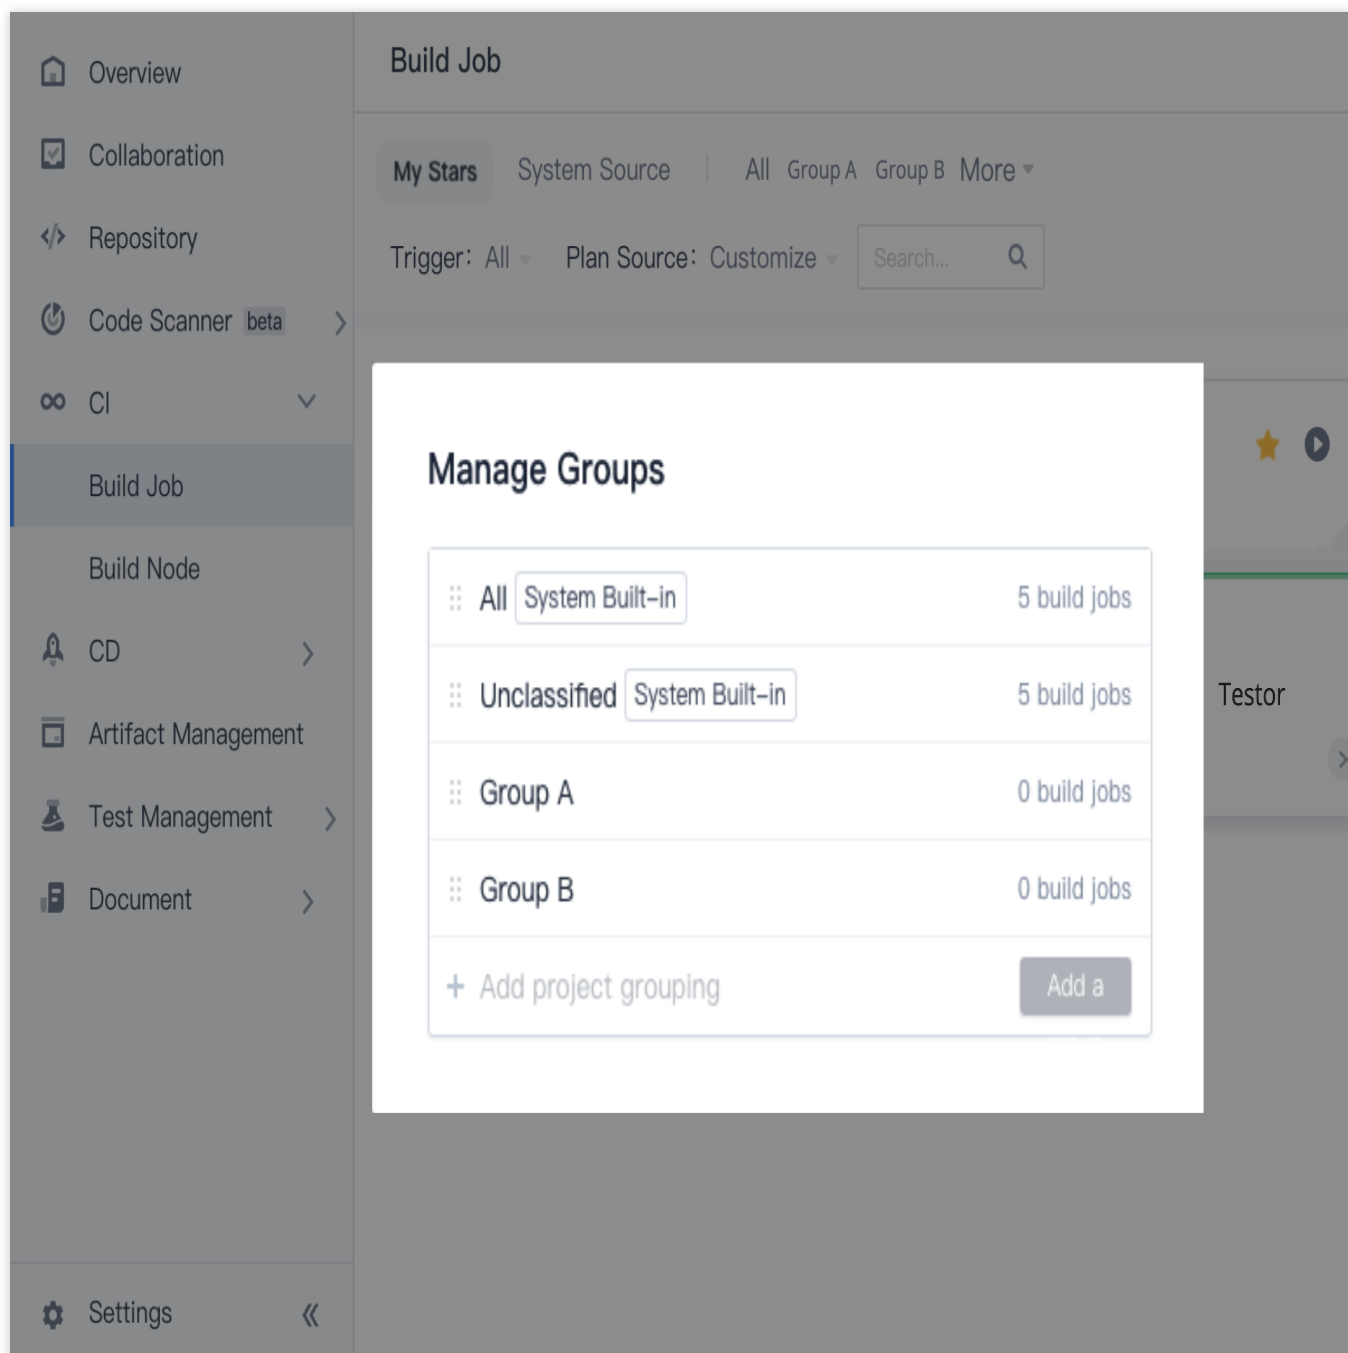 Overview
Collaboration
Repository
Code Scanner beta
CI
Build Job
Build Node
CD
Artifact Management
Test Management
Document
Settings
Build Job
My Stars System Source All Group A Group B More
Trigger: All Plan Source: Customize Search...
Manage Groups
All System Built-in 5 build jobs
Unclassified System Built-in 5 build jobs
Group A 0 build jobs
Group B 0 build jobs
+ Add project grouping Add a
Testor